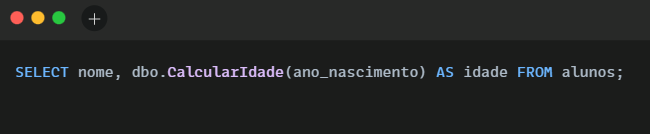 SELECT nome, dbo.CalcularIdade(ano_nascimento) AS idade FROM alunos;